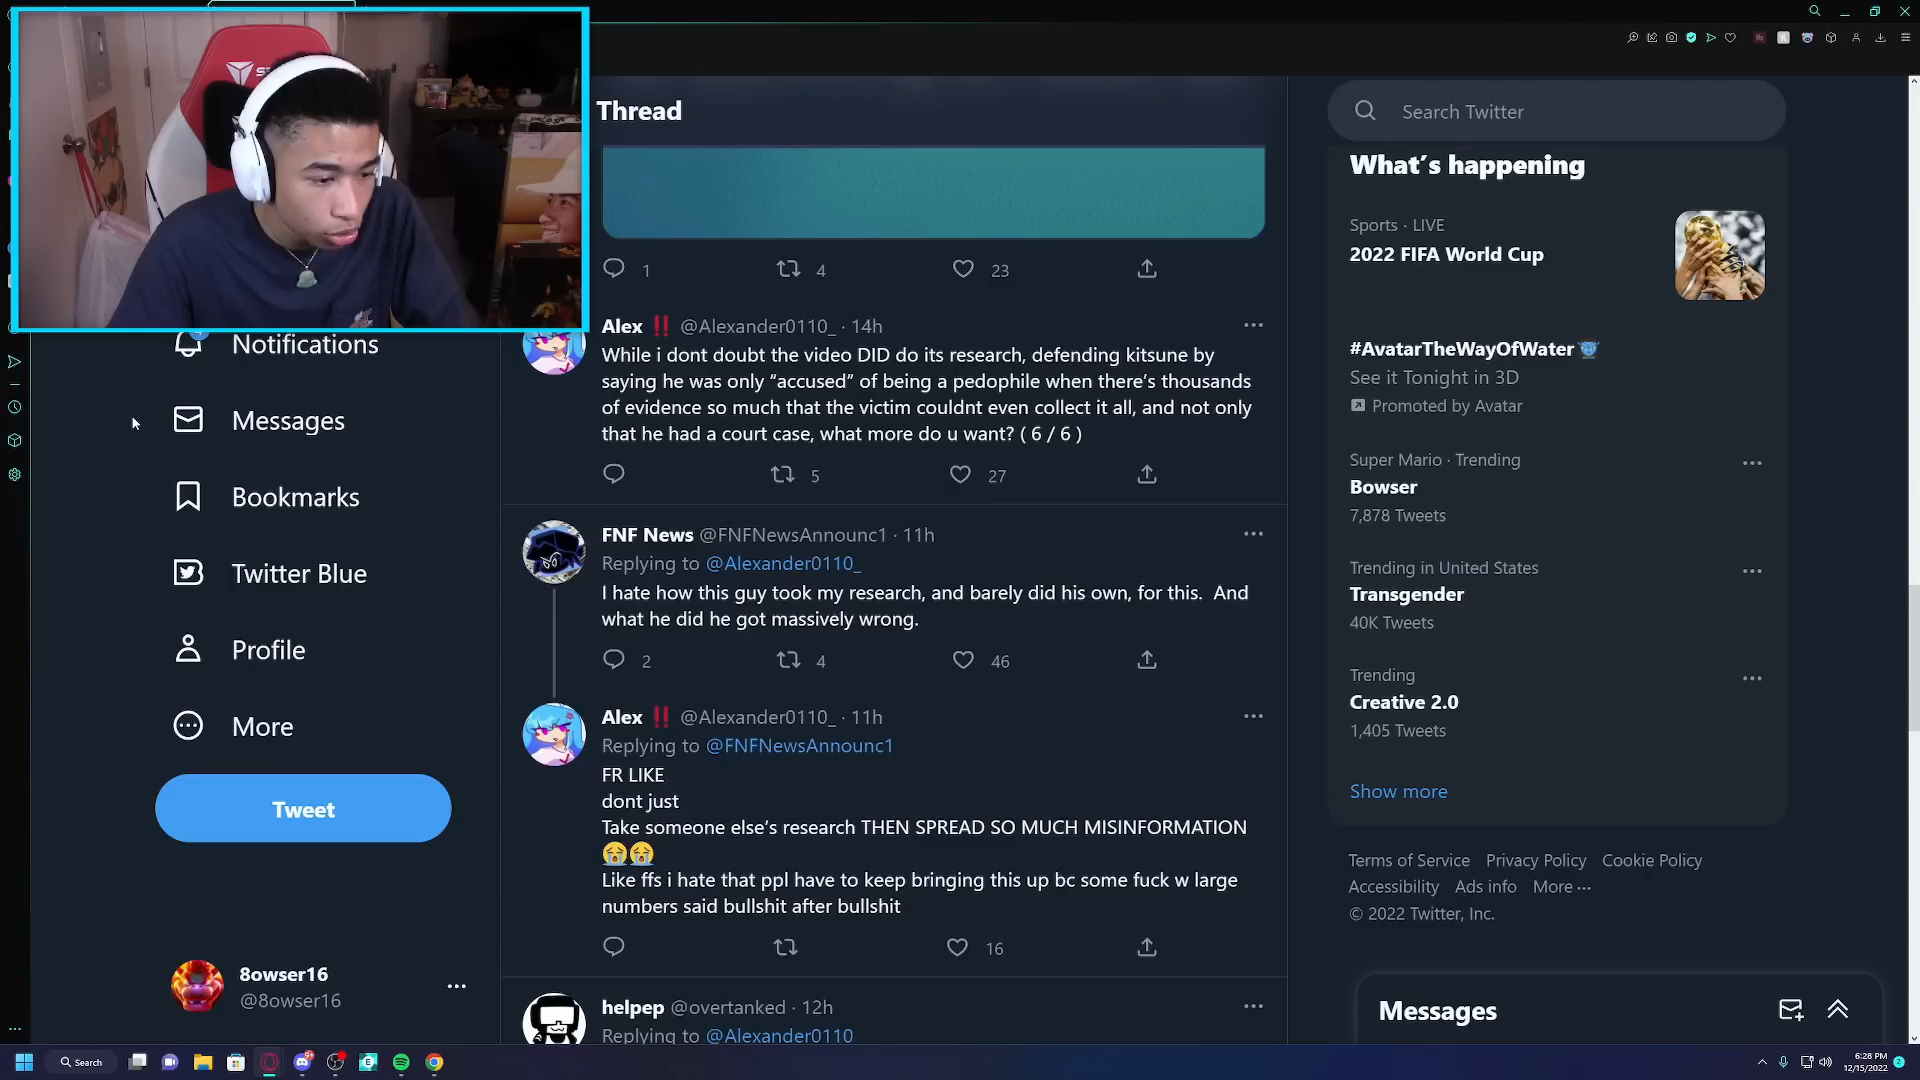 Thread
1
4
23
Alex ‼️ @Alexander0110_ · 14h
While i dont doubt the video DID do its research, defending kitsune by
saying he was only “accused” of being a pedophile when there’s thousands
of evidence so much that the victim couldnt even collect it all, and not only
that he had a court case, what more do u want? ( 6 / 6 )
5
27
FNF News @FNFNewsAnnounc1 · 11h
Replying to @Alexander0110_
I hate how this guy took my research, and barely did his own, for this. And
what he did he got massively wrong.
2
4
46
Alex ‼️ @Alexander0110_ · 11h
Replying to @FNFNewsAnnounc1
FR LIKE
dont just
Take someone else’s research THEN SPREAD SO MUCH MISINFORMATION
😭😭
Like ffs i hate that ppl have to keep bringing this up bc some fuck w large
numbers said bullshit after bullshit
16
helpep @overtanked · 12h
Replying to @Alexander0110
Notifications
Messages
Bookmarks
Twitter Blue
Profile
More
Tweet
8owser16
@8owser16
Search Twitter
What’s happening
Sports · LIVE
2022 FIFA World Cup
#AvatarTheWayOfWater
See it Tonight in 3D
Promoted by Avatar
Super Mario · Trending
Bowser
7,878 Tweets
Trending in United States
Transgender
40K Tweets
Trending
Creative 2.0
1,405 Tweets
Show more
Terms of Service Privacy Policy Cookie Policy
Accessibility Ads info More ···
© 2022 Twitter, Inc.
Messages
Search
6:28 PM
12/15/2022
2